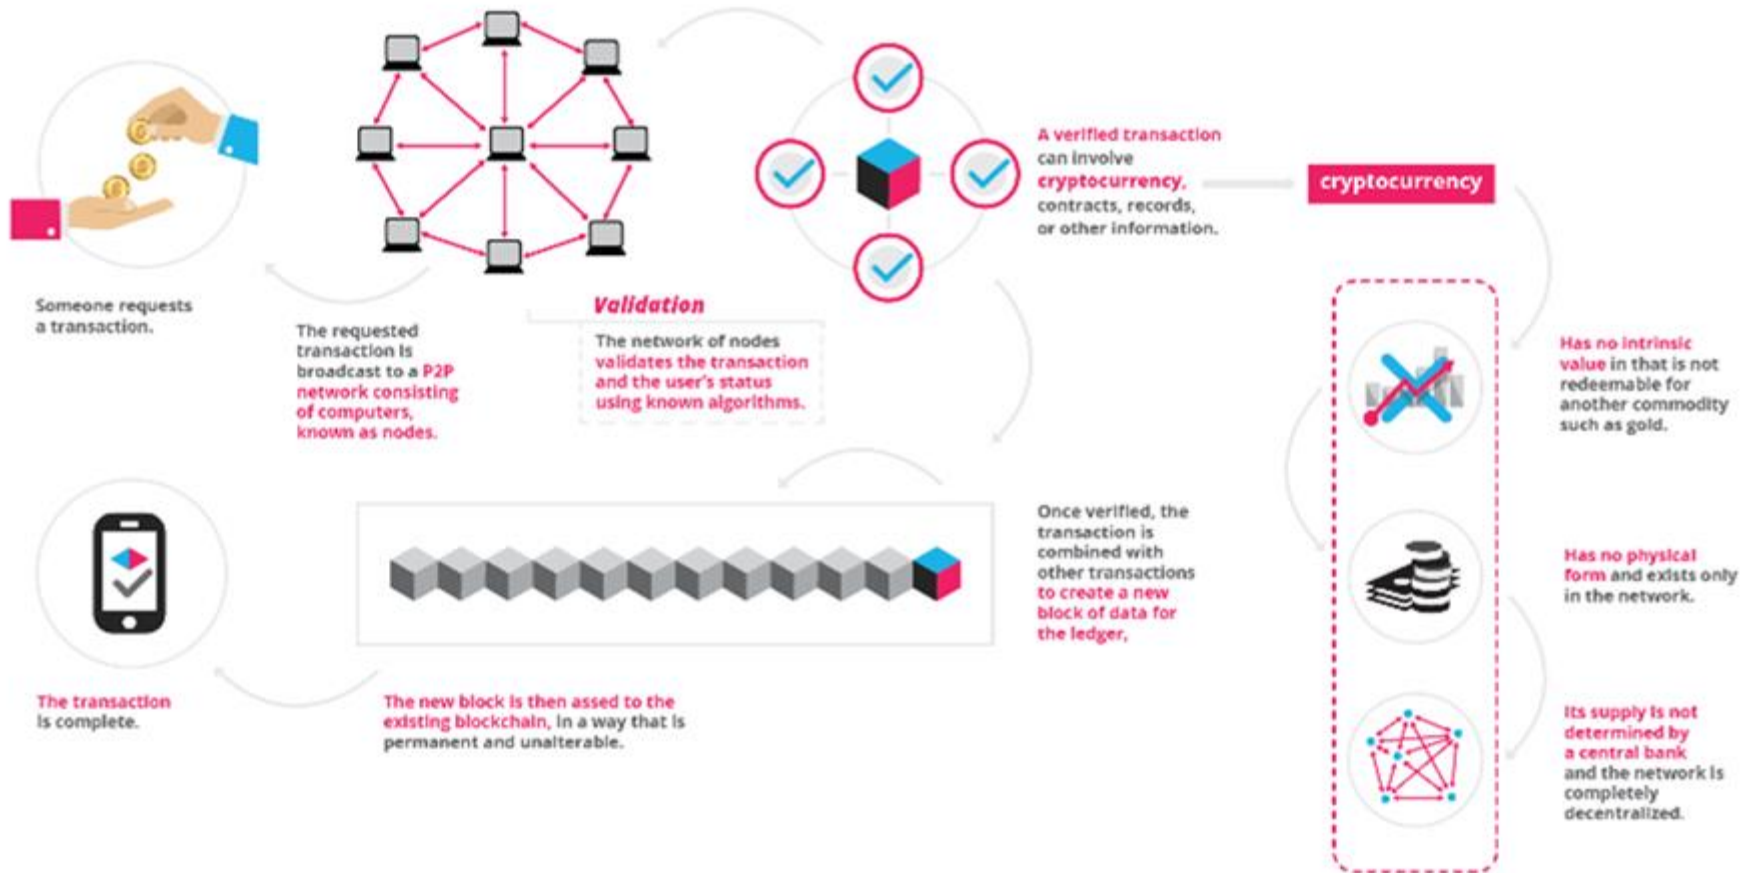 Someone requests
a transaction.
The requested
transaction is
broadcast to a P2P
network consisting
of computers,
known as nodes.
Validation
The network of nodes
validates the transaction
and the user's status
using known algorithms.
A verified transaction
can involve
cryptocurrency,
contracts, records,
or other information.
cryptocurrency
Has no intrinsic
value in that is not
redeemable for
another commodity
such as gold.
Has no physical
form and exists only
in the network.
Its supply is not
determined by
a central bank
and the network is
completely
decentralized.
Once verified, the
transaction is
combined with
other transactions
to create a new
block of data for
the ledger,
The new block is then assed to the
existing blockchain, in a way that is
permanent and unalterable.
The transaction
is complete.